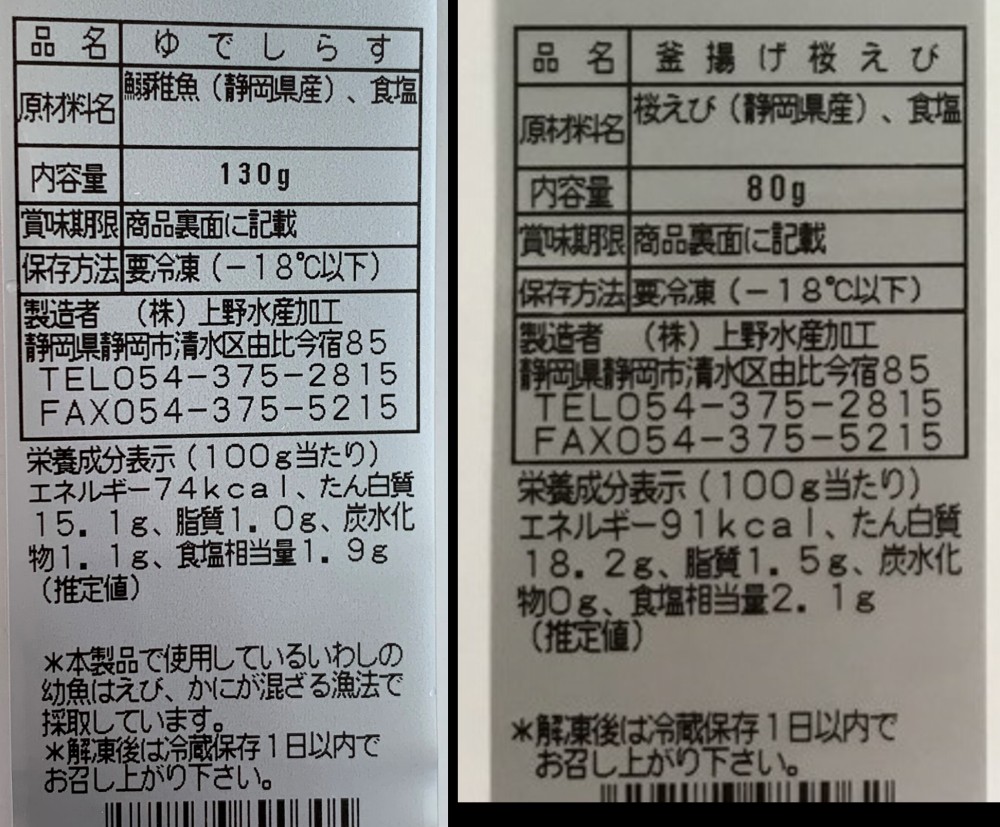 品名 ゆでしらす
原材料名 鰯稚魚（静岡県産）、食塩
内容量 130g
賞味期限 商品裏面に記載
保存方法 要冷凍（－18℃以下）
製造者 （株）上野水産加工
静岡県静岡市清水区由比今宿85
TEL054－375－2815
FAX054－375－5215
栄養成分表示（100g当たり）
エネルギー74kcal、たん白質
15．1g、脂質1．0g、炭水化
物1．1g、食塩相当量1．9g
（推定値）
＊本製品で使用しているいわしの
幼魚はえび、かにが混ざる漁法で
採取しています。
＊解凍後は冷蔵保存1日以内で
お召し上がり下さい。
品名 釜揚げ桜えび
原材料名 桜えび（静岡県産）、食塩
内容量 80g
賞味期限 商品裏面に記載
保存方法 要冷凍（－18℃以下）
製造者 （株）上野水産加工
静岡県静岡市清水区由比今宿85
TEL054－375－2815
FAX054－375－5215
栄養成分表示（100g当たり）
エネルギー91kcal、たん白質
18．2g、脂質1．5g、炭水化
物0g、食塩相当量2．1g
（推定値）
＊解凍後は冷蔵保存1日以内で
お召し上がり下さい。